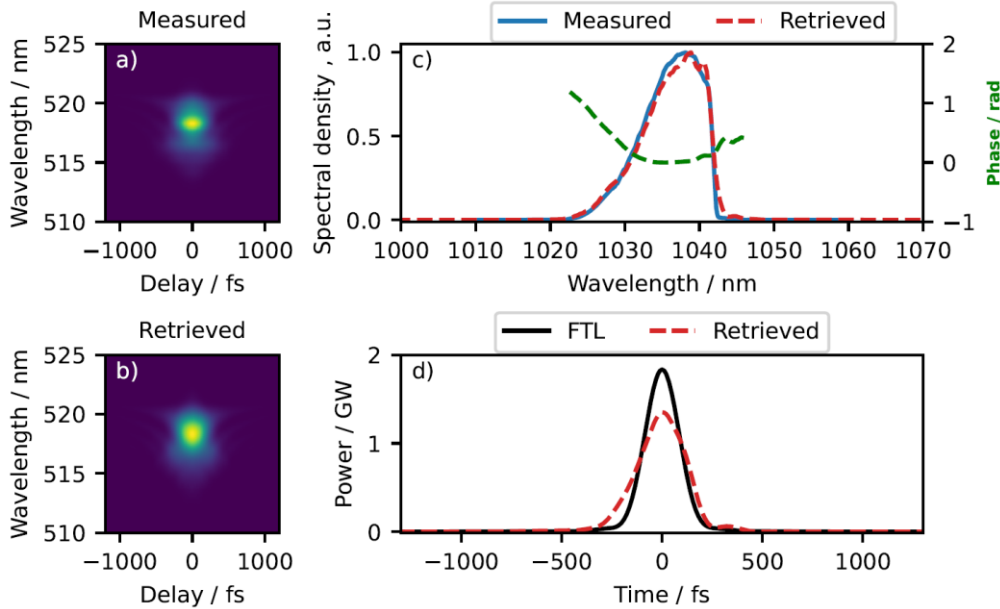 Measured
Wavelength / nm
525
520
515
510
a)
−1000
0
1000
Delay / fs
Measured
Retrieved
Spectral density , a.u.
1.0
0.5
0.0
c)
2
1
0
−1
Phase / rad
1000 1010 1020 1030 1040 1050 1060 1070
Wavelength / nm
Retrieved
Wavelength / nm
525
520
515
510
b)
−1000
0
1000
Delay / fs
FTL
Retrieved
Power / GW
2
1
0
d)
−1000 −500 0 500 1000
Time / fs